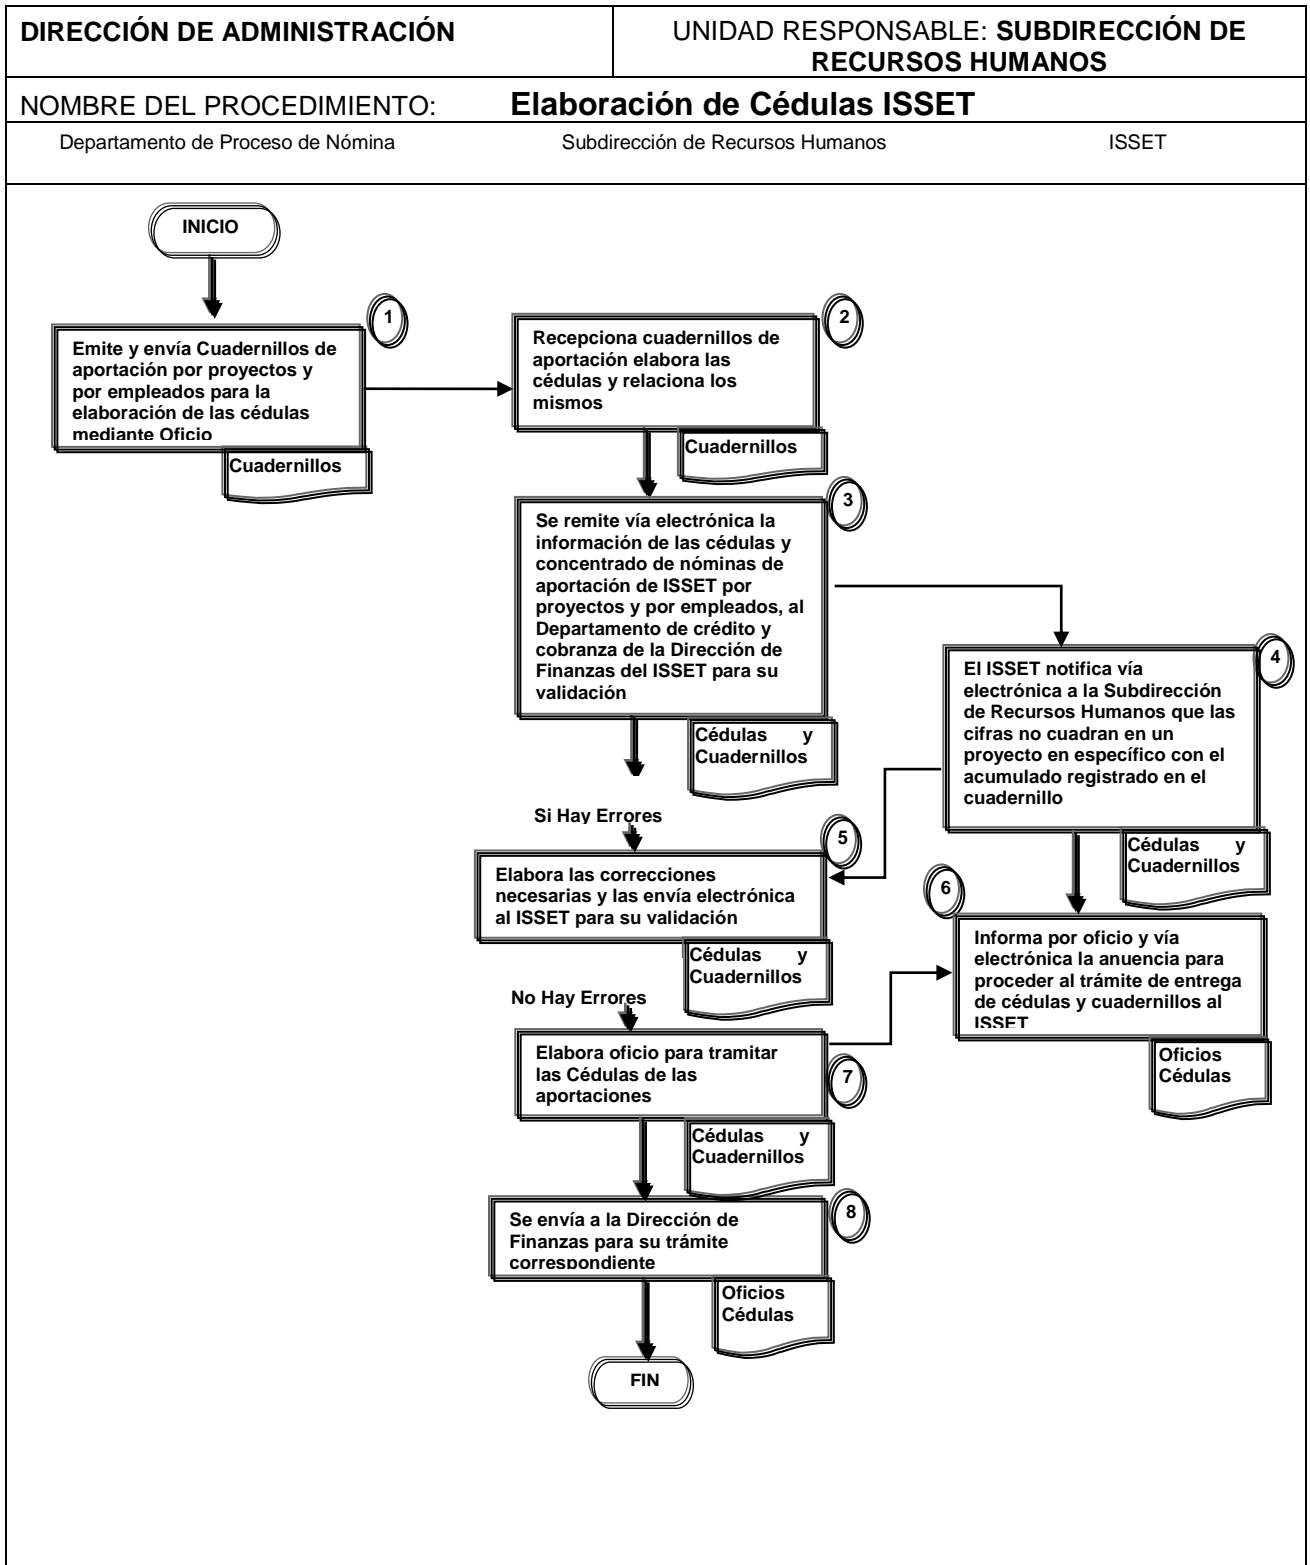 DIRECCIÓN DE ADMINISTRACIÓN
UNIDAD RESPONSABLE: SUBDIRECCIÓN DE
RECURSOS HUMANOS
NOMBRE DEL PROCEDIMIENTO: Elaboración de Cédulas ISSET
Departamento de Proceso de Nómina
Subdirección de Recursos Humanos
ISSET
INICIO
1
Emite y envía Cuadernillos de
aportación por proyectos y
por empleados para la
elaboración de las cédulas
mediante Oficio
Cuadernillos
2
Recepciona cuadernillos de
aportación elabora las
cédulas y relaciona los
mismos
Cuadernillos
3
Se remite vía electrónica la
información de las cédulas y
concentrado de nóminas de
aportación de ISSET por
proyectos y por empleados, al
Departamento de crédito y
cobranza de la Dirección de
Finanzas del ISSET para su
validación
Cédulas y
Cuadernillos
4
El ISSET notifica vía
electrónica a la Subdirección
de Recursos Humanos que las
cifras no cuadran en un
proyecto en específico con el
acumulado registrado en el
cuadernillo
Cédulas y
Cuadernillos
Si Hay Errores
5
Elabora las correcciones
necesarias y las envía electrónica
al ISSET para su validación
Cédulas y
Cuadernillos
6
Informa por oficio y vía
electrónica la anuencia para
proceder al trámite de entrega
de cédulas y cuadernillos al
ISSET
Oficios
Cédulas
No Hay Errores
Elabora oficio para tramitar
las Cédulas de las
aportaciones
7
Cédulas y
Cuadernillos
8
Se envía a la Dirección de
Finanzas para su trámite
correspondiente
Oficios
Cédulas
FIN